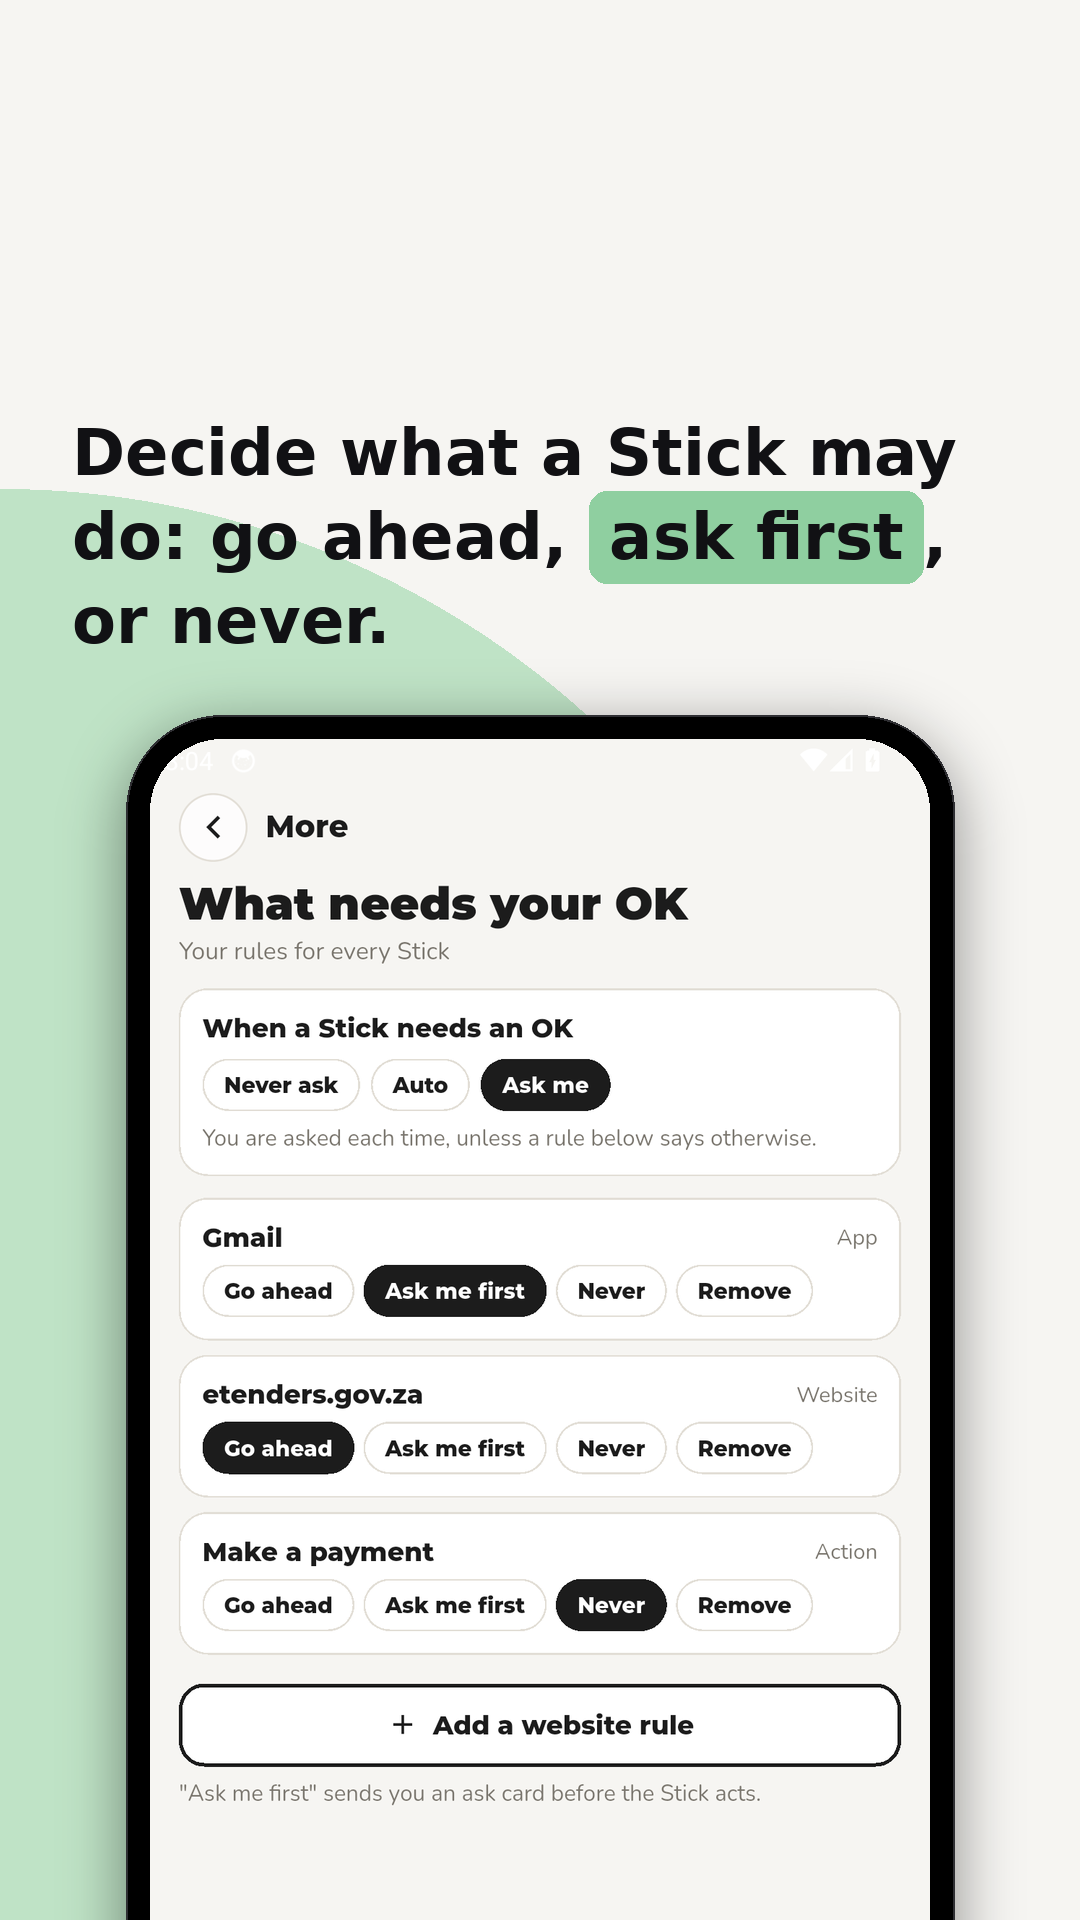 Decide what a Stick may
do: go ahead, ask first,
or never.
More
What needs your OK
Your rules for every Stick
When a Stick needs an OK
Never ask Auto Ask me
You are asked each time, unless a rule below says otherwise.
Gmail App
Go ahead Ask me first Never Remove
etenders.gov.za Website
Go ahead Ask me first Never Remove
Make a payment Action
Go ahead Ask me first Never Remove
+ Add a website rule
"Ask me first" sends you an ask card before the Stick acts.